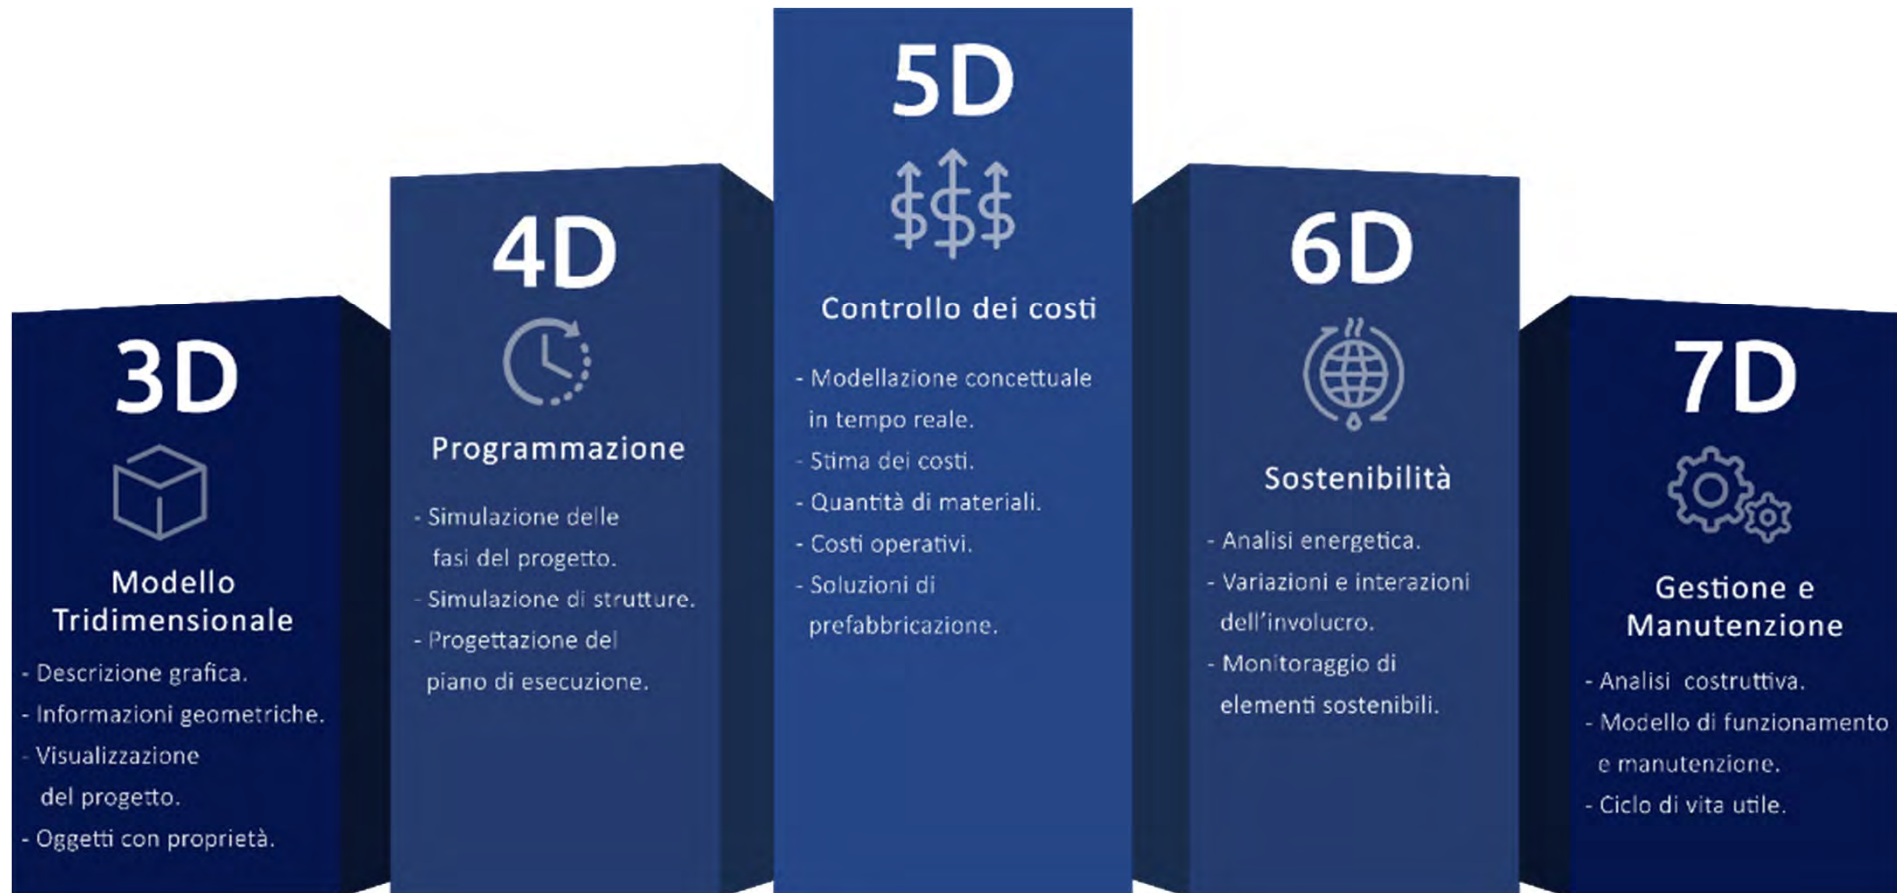 3D
Modello
Tridimensionale
- Descrizione grafica.
- Informazioni geometriche.
- Visualizzazione
del progetto.
- Oggetti con proprietà.
4D
Programmazione
- Simulazione delle
fasi del progetto.
- Simulazione di strutture.
- Progettazione del
piano di esecuzione.
5D
Controllo dei costi
- Modellazione concettuale
in tempo reale.
- Stima dei costi.
- Quantità di materiali.
- Costi operativi.
- Soluzioni di
prefabbricazione.
6D
Sostenibilità
- Analisi energetica.
- Variazioni e interazioni
dell'involucro.
- Monitoraggio di
elementi sostenibili.
7D
Gestione e
Manutenzione
- Analisi costruttiva.
- Modello di funzionamento
e manutenzione.
- Ciclo di vita utile.